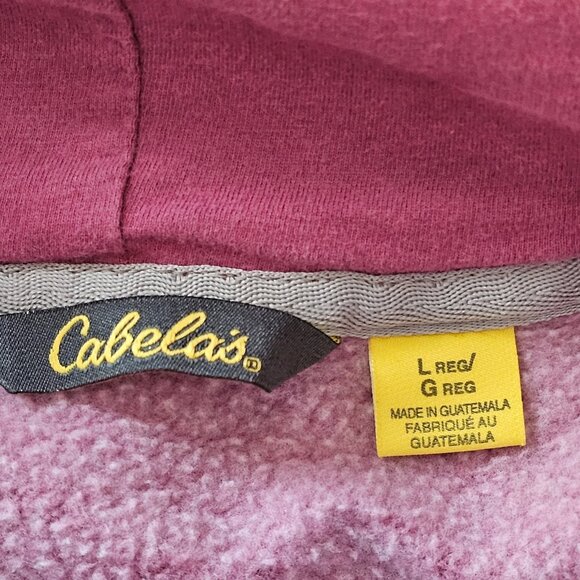 Cabela's
L REG/
G REG
MADE IN GUATEMALA
FABRIQUÉ AU
GUATEMALA